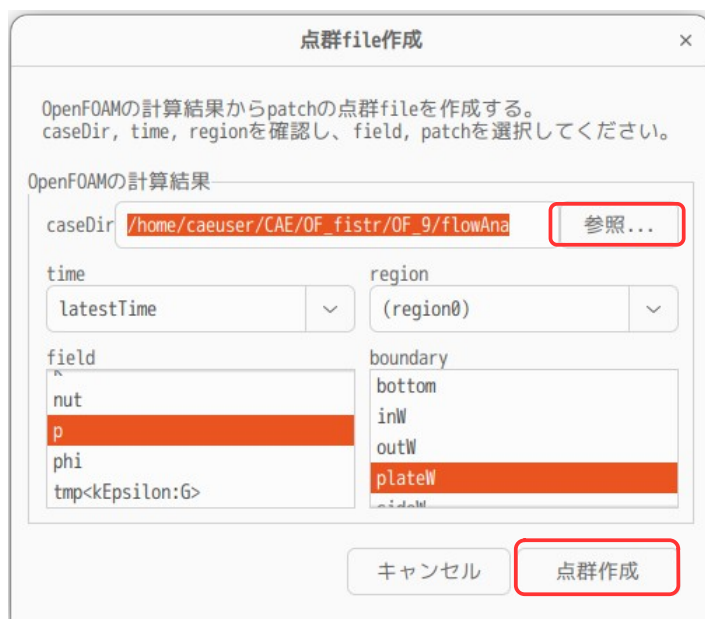 点群file作成
×
OpenFOAMの計算結果からpatchの点群fileを作成する。
caseDir, time, regionを確認し、field, patchを選択してください。
OpenFOAMの計算結果
caseDir /home/caeuser/CAE/OF_fistr/OF_9/flowAna 参照...
time region
latestTime (region0)
field boundary
nut bottom
p inW
phi outW
tmp<kEpsilon:G> plateW
キャンセル 点群作成